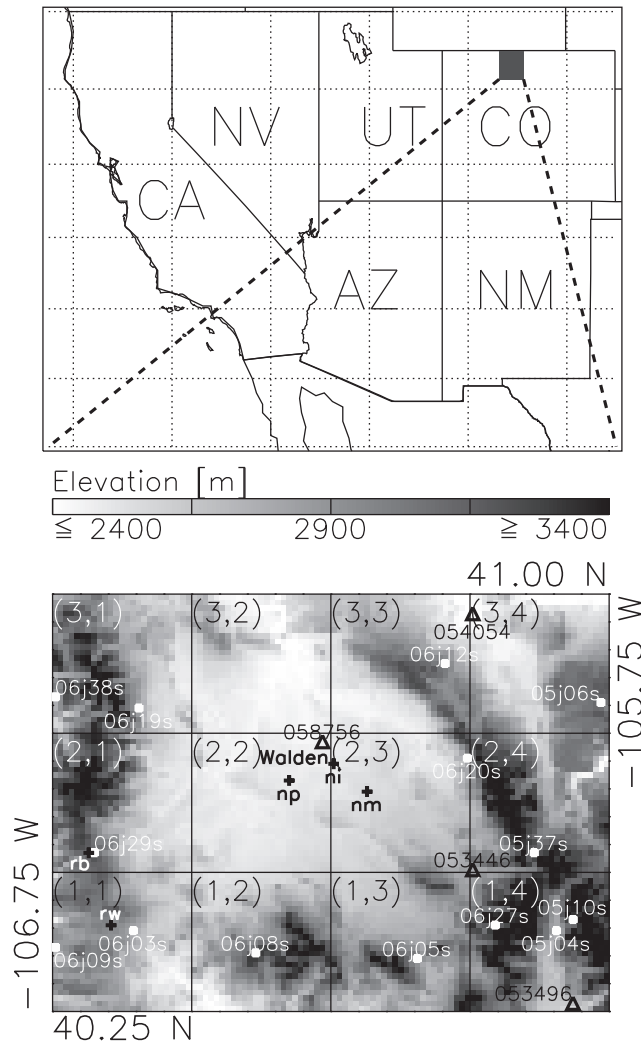 NV UT CO
CA
AZ NM
Elevation [m]
≤ 2400 2900 ≥ 3400
41.00 N
(3,1) (3,2) (3,3) (3,4)
054054
06j12s
06j38s 05j06s
06j19s
-105.75 W
058756
(2,1) (2,2) Walden (2,3) (2,4)
06j20s
ni
np nm
06j29s 05j37s
rb
053446
-106.75 W
(1,1) (1,2) (1,3) (1,4)
rw 05j10s
06j27s
06j03s 05j04s
06j09s 06j08s 06j05s
053496
40.25 N